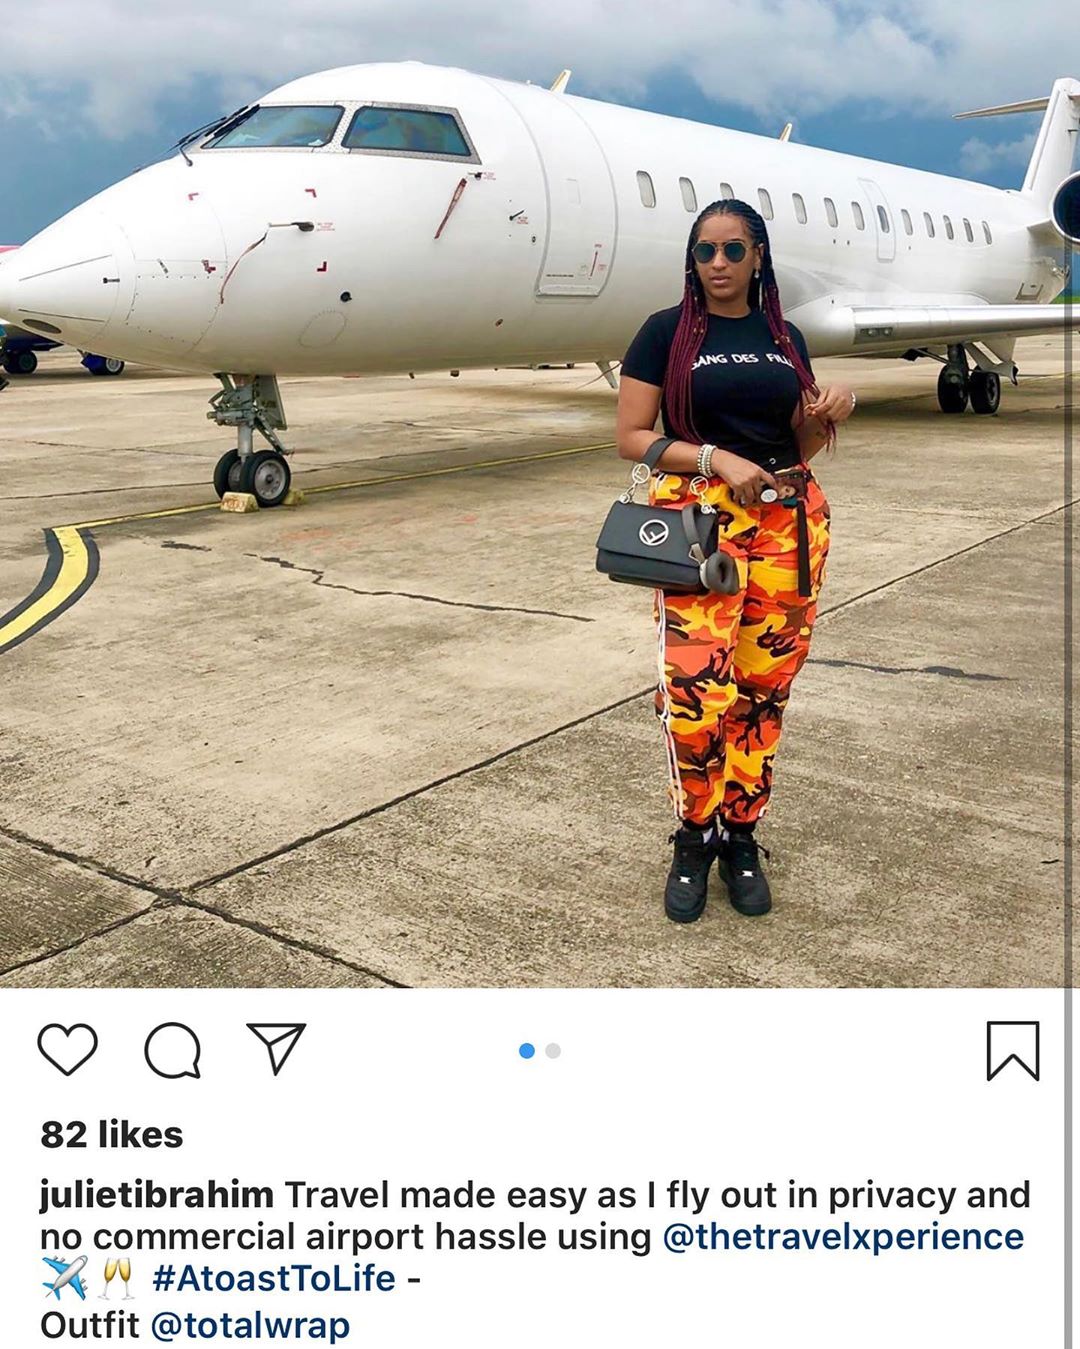 GANG DES FILL
82 likes
julietibrahim Travel made easy as I fly out in privacy and
no commercial airport hassle using @thetravelxperience
✈️🥂 #AtoastToLife -
Outfit @totalwrap